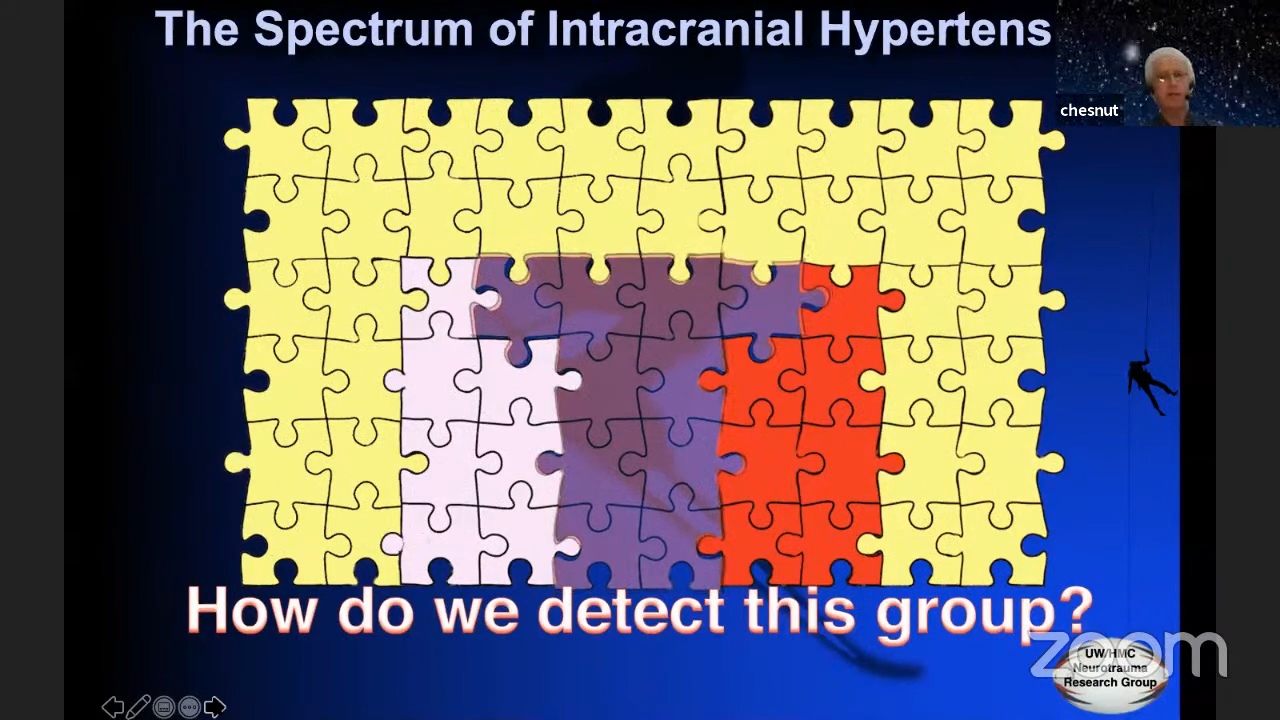 The Spectrum of Intracranial Hypertens
chesnut
How do we detect this group?
zoom
UW/HMC
Neurotrauma
Research Group